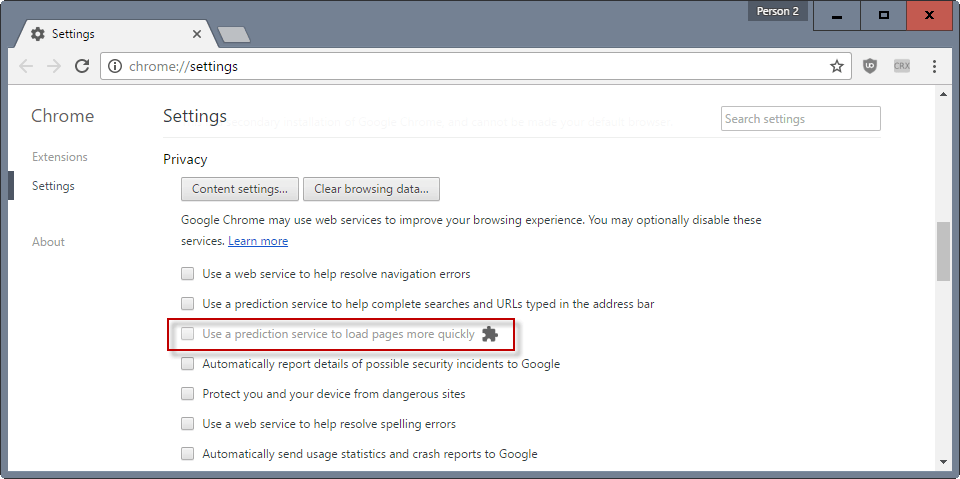 Person 2
Settings
chrome://settings
CRX
Chrome
Settings
Search settings
Extensions
Settings
About
Privacy
Content settings...
Clear browsing data...
Google Chrome may use web services to improve your browsing experience. You may optionally disable these
services. Learn more
Use a web service to help resolve navigation errors
Use a prediction service to help complete searches and URLs typed in the address bar
Use a prediction service to load pages more quickly
Automatically report details of possible security incidents to Google
Protect you and your device from dangerous sites
Use a web service to help resolve spelling errors
Automatically send usage statistics and crash reports to Google